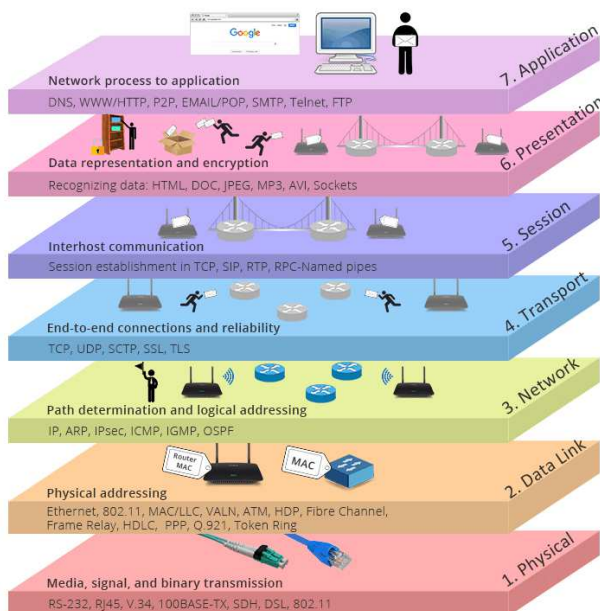 Google
7. Application
Network process to application
DNS, WWW/HTTP, P2P, EMAIL/POP, SMTP, Telnet, FTP
6. Presentation
Data representation and encryption
Recognizing data: HTML, DOC, JPEG, MP3, AVI, Sockets
5. Session
Interhost communication
Session establishment in TCP, SIP, RTP, RPC-Named pipes
4. Transport
End-to-end connections and reliability
TCP, UDP, SCTP, SSL, TLS
3. Network
Path determination and logical addressing
IP, ARP, IPsec, ICMP, IGMP, OSPF
2. Data Link
Router
MAC
MAC
Physical addressing
Ethernet, 802.11, MAC/LLC, VALN, ATM, HDP, Fibre Channel,
Frame Relay, HDLC, PPP, Q.921, Token Ring
1. Physical
Media, signal, and binary transmission
RS-232, RJ45, V.34, 100BASE-TX, SDH, DSL, 802.11